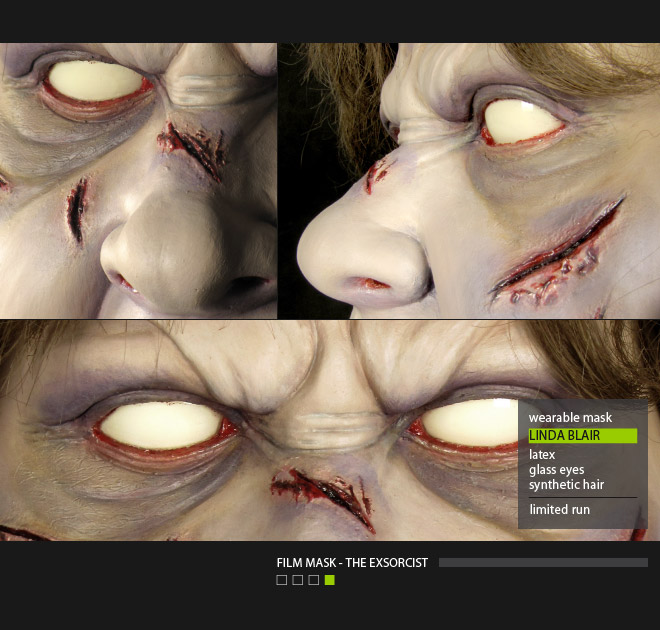 wearable mask
LINDA BLAIR
latex
glass eyes
synthetic hair
limited run
FILM MASK - THE EXSORCIST